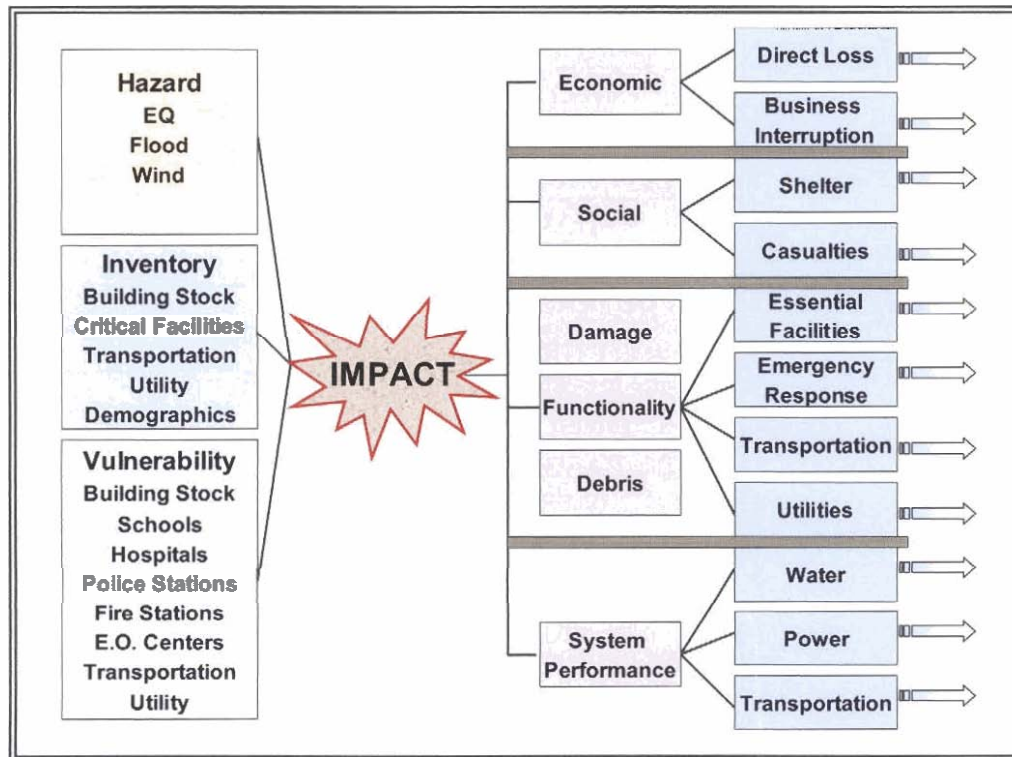 Hazard
EQ
Flood
Wind
Inventory
Building Stock
Critical Facilities
Transportation
Utility
Demographics
Vulnerability
Building Stock
Schools
Hospitals
Police Stations
Fire Stations
E.O. Centers
Transportation
Utility
IMPACT
Economic
Social
Damage
Functionality
Debris
System
Performance
Direct Loss
Business
Interruption
Shelter
Casualties
Essential
Facilities
Emergency
Response
Transportation
Utilities
Water
Power
Transportation